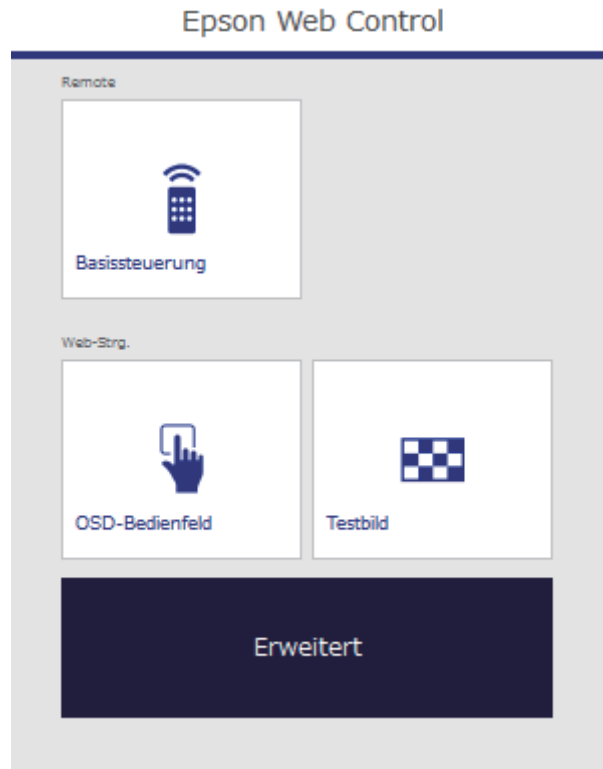 Epson Web Control
Remote
Basissteuerung
Web-Strg.
OSD-Bedienfeld
Testbild
Erweitert